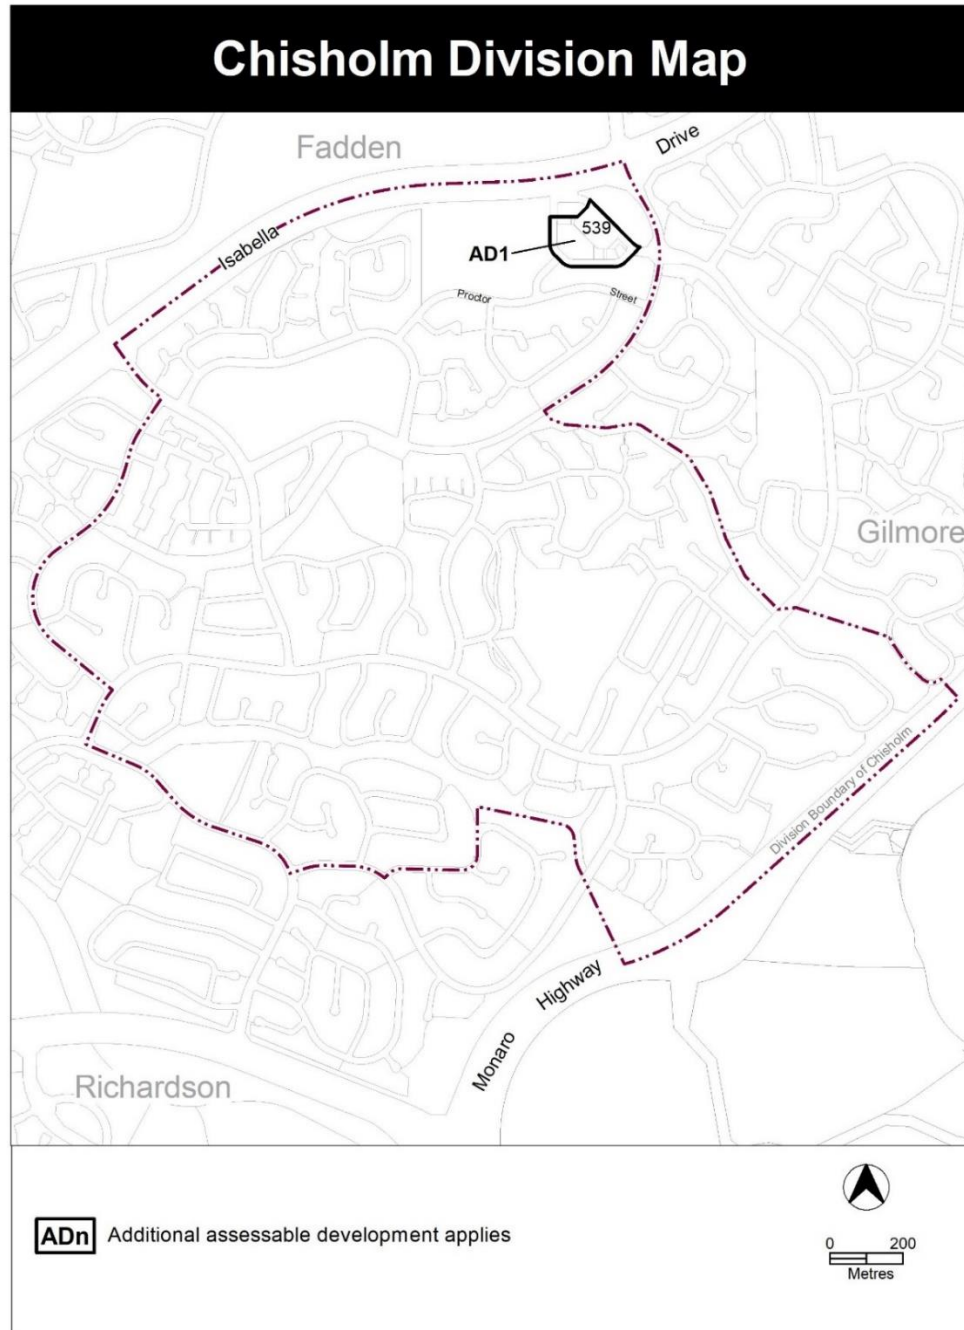 Chisholm Division Map
Fadden
Drive
Isabella
539
AD1
Proctor
Street
Gilmore
Division Boundary of Chisholm
Highway
Monaro
Richardson
ADn Additional assessable development applies
0 200
Metres